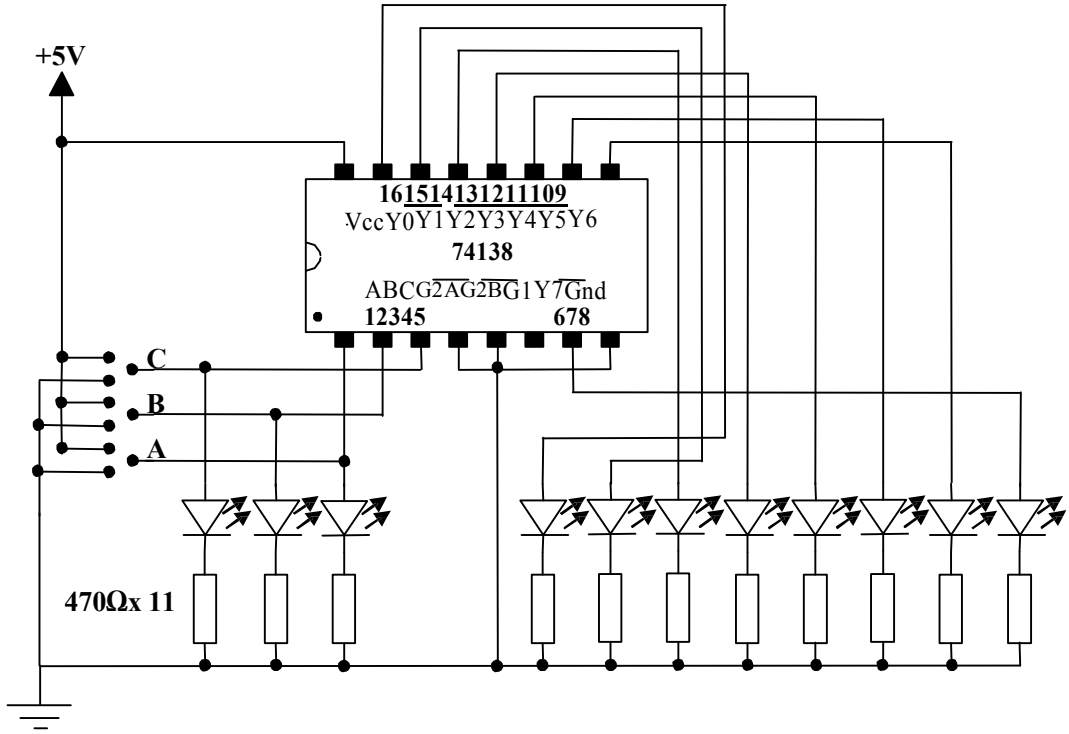 +5V
16151413121110 9
.VccY0Y1Y2Y3Y4Y5Y6
74138
ABCG2AG2BG1Y7Gnd
12345 678
C
B
A
470Ωx 11